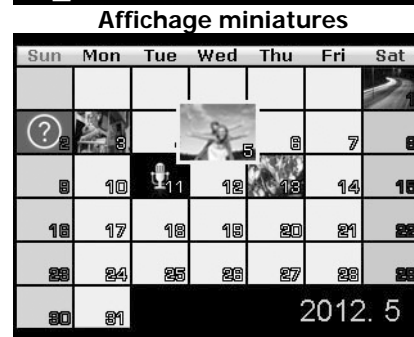 Affichage miniatures
Sun Mon Tue Wed Thu Fri Sat
1
? 2 3 5 6 7 8
9 10 11 12 13 14 15
16 17 18 19 20 21 22
23 24 25 26 27 28 29
30 31
2012. 5